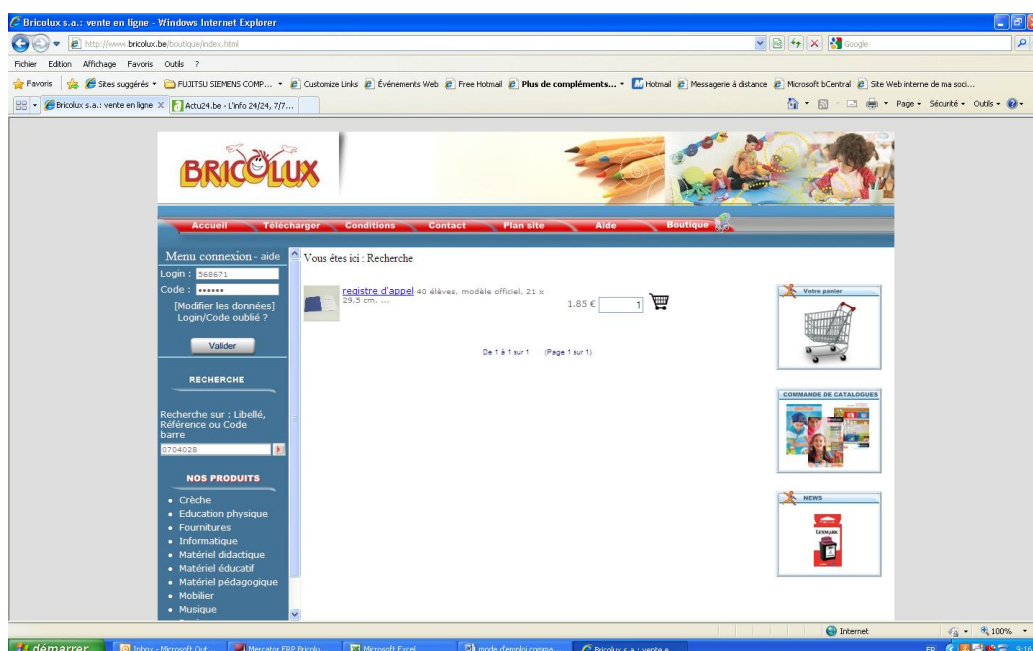 Bricolux s.a.: vente en ligne - Windows Internet Explorer
http://www.bricolux.be/boutique/index.html
Google
Fichier Edition Affichage Favoris Outils ?
Favoris Sites suggérés FUJITSU SIEMENS COMP... Customize Links Événements Web Free Hotmail Plus de compléments... Hotmail Messagerie à distance Microsoft bCentral Site Web interne de ma soci...
Bricolux s.a.: vente en ligne Actu24.be - L'info 24/24, 7/7... Page Sécurité Outils
BRICOLUX
Accueil Télécharger Conditions Contact Plan site Aide Boutique
Menu connexion - aide
Login : 568671
Code : ••••••
[Modifier les données]
Login/Code oublié ?
Valider
RECHERCHE
Recherche sur : Libellé,
Référence ou Code
barre
0704028
NOS PRODUITS
Crèche
Education physique
Fournitures
Informatique
Matériel didactique
Matériel éducatif
Matériel pédagogique
Mobilier
Musique
Vous êtes ici : Recherche
registre d'appel 40 élèves, modèle officiel, 21 x
29,5 cm. ...
1.85 € 1
De 1 à 1 sur 1 (Page 1 sur 1)
Votre panier
COMMANDE DE CATALOGUES
NEWS
LEXMARK
Internet 100%
démarrer Inbox - Microsoft Out... Mercator ERP Bricolu... Microsoft Excel mode d'emploi comma... Bricolux s.a.: vente e... FR 9:16